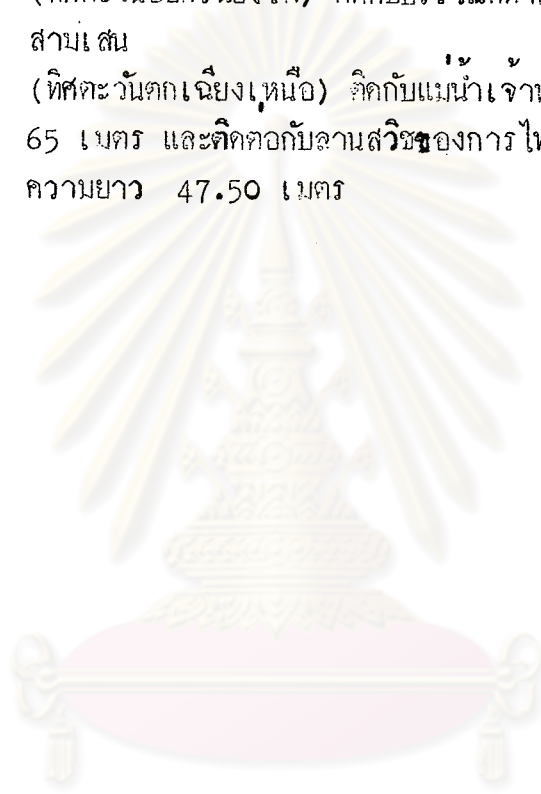 สามเสน
(ทิศตะวันตกเฉียงเหนือ) ติดกับแม่น้ำเจ้า
65 เมตร และติดต่อกับลานสวิชของการไ
ความยาว 47.50 เมตร